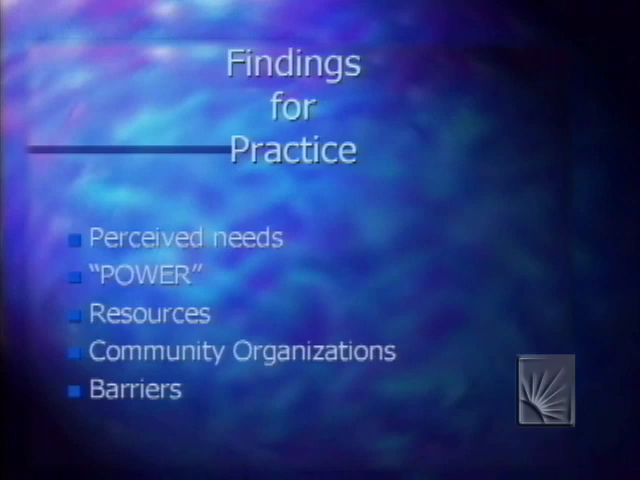 Findings
for
Practice
Perceived needs
“POWER”
Resources
Community Organizations
Barriers